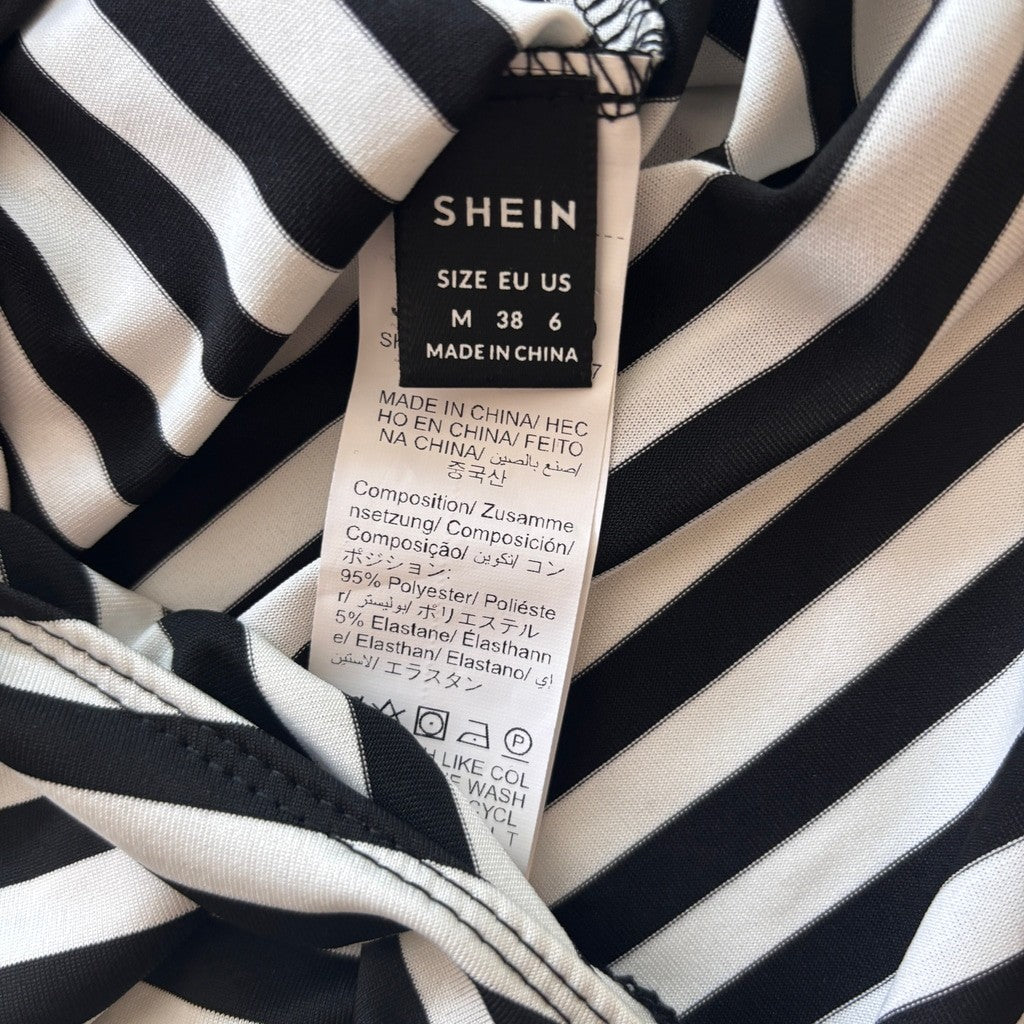 SHEIN
SIZE EU US
M 38 6
MADE IN CHINA
7
MADE IN CHINA/ HEC
HO EN CHINA/ FEITO
NA CHINA/ صنع بالصين/
중국산
Composition/ Zusamme
nsetzung/ Composición/
Composição/ تكوين/ コン
ポジション:
95% Polyester/ Poliéste
r/ بوليستر/ ポリエステル
5% Elastane/ Élasthann
e/ Elasthan/ Elastano/ إي
لاستين/ エラスタン
P
LIKE COL
WASH